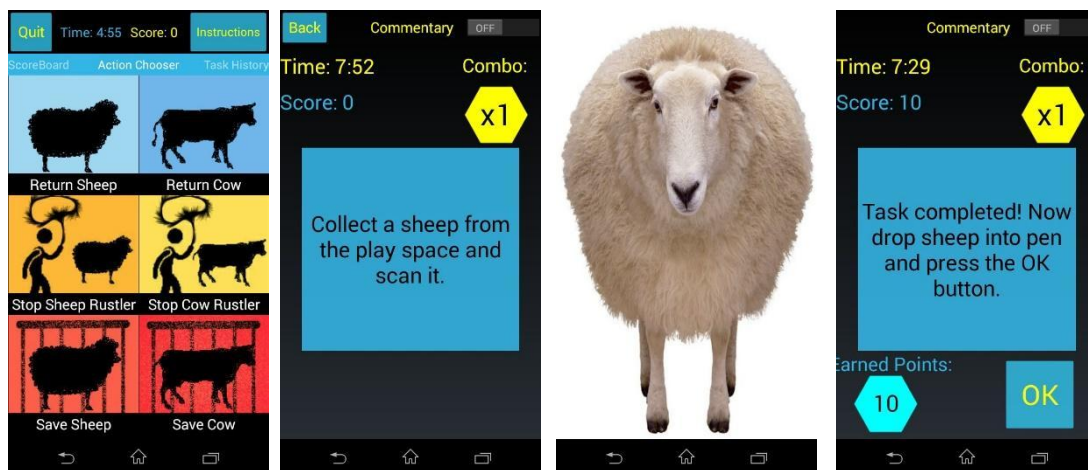 Quit Time: 4:55 Score: 0 Instructions
ScoreBoard Action Chooser Task History
Return Sheep Return Cow
Stop Sheep Rustler Stop Cow Rustler
Save Sheep Save Cow
Back Commentary OFF
Time: 7:52 Combo:
Score: 0 x1
Collect a sheep from
the play space and
scan it.
Commentary OFF
Time: 7:29 Combo:
Score: 10 x1
Task completed! Now
drop sheep into pen
and press the OK
button.
Earned Points:
10 OK